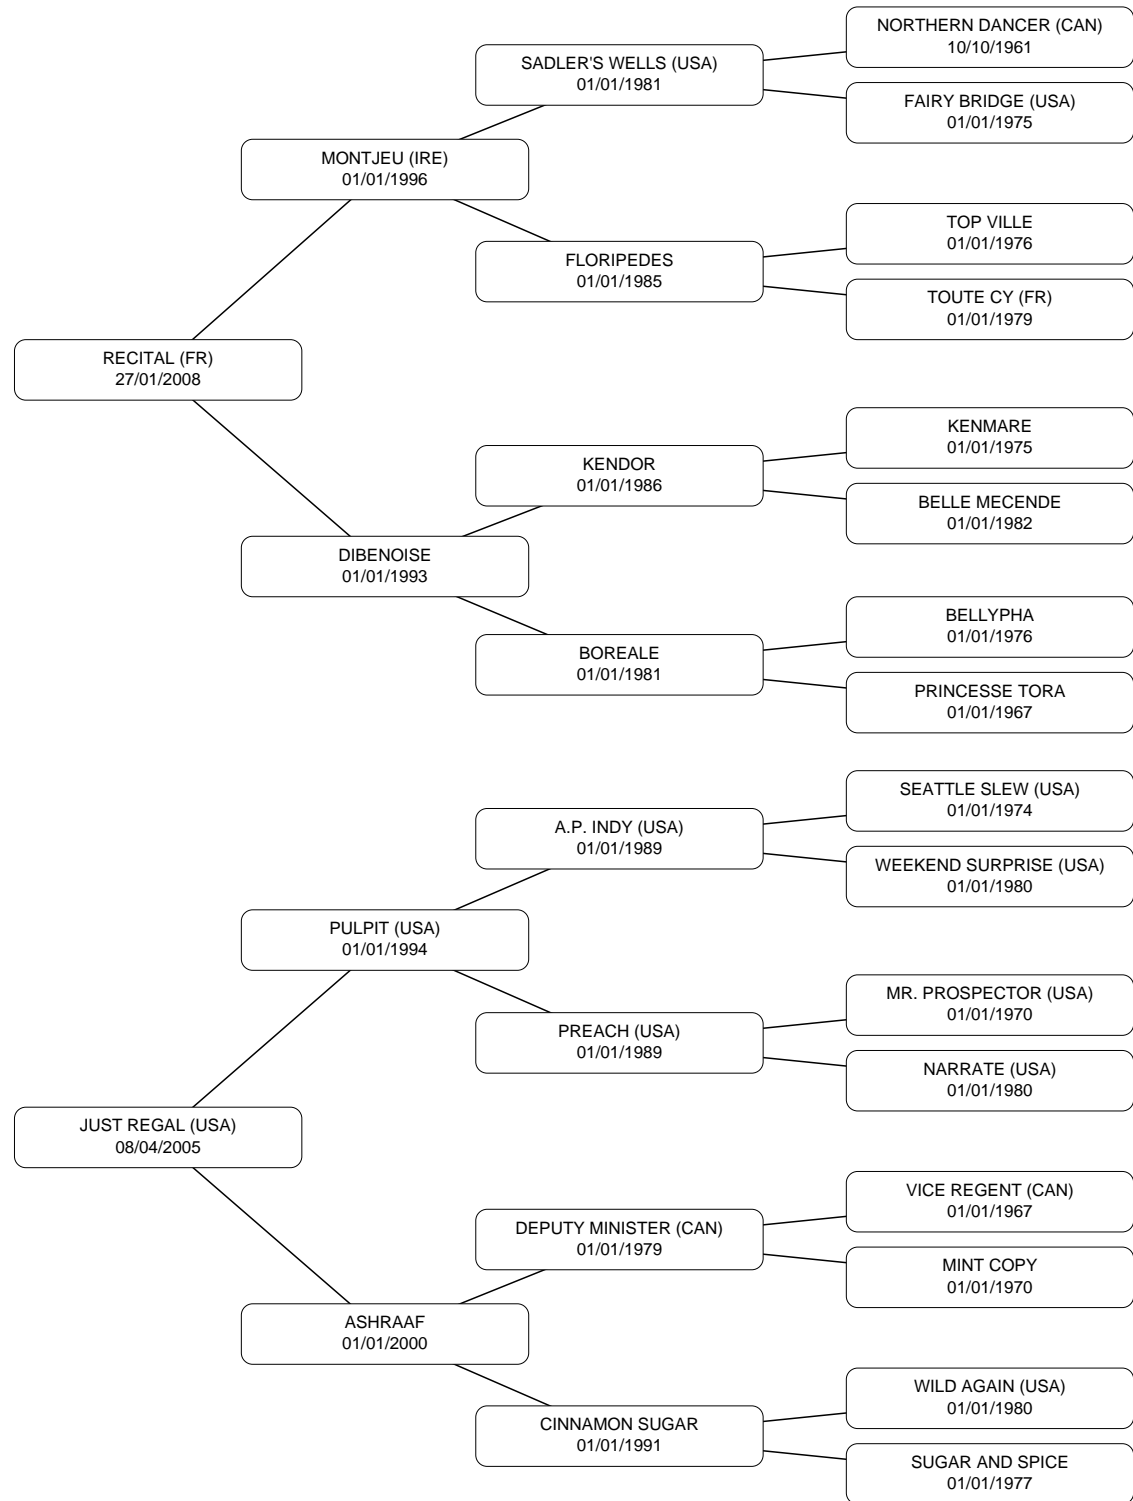 NORTHERN DANCER (CAN)
10/10/1961
SADLER'S WELLS (USA)
01/01/1981
FAIRY BRIDGE (USA)
01/01/1975
MONTJEU (IRE)
01/01/1996
TOP VILLE
01/01/1976
FLORIPEDES
01/01/1985
TOUTE CY (FR)
01/01/1979
RECITAL (FR)
27/01/2008
KENMARE
01/01/1975
KENDOR
01/01/1986
BELLE MECENDE
01/01/1982
DIBENOISE
01/01/1993
BELLYPHA
01/01/1976
BOREALE
01/01/1981
PRINCESSE TORA
01/01/1967
SEATTLE SLEW (USA)
01/01/1974
A.P. INDY (USA)
01/01/1989
WEEKEND SURPRISE (USA)
01/01/1980
PULPIT (USA)
01/01/1994
MR. PROSPECTOR (USA)
01/01/1970
PREACH (USA)
01/01/1989
NARRATE (USA)
01/01/1980
JUST REGAL (USA)
08/04/2005
VICE REGENT (CAN)
01/01/1967
DEPUTY MINISTER (CAN)
01/01/1979
MINT COPY
01/01/1970
ASHRAAF
01/01/2000
WILD AGAIN (USA)
01/01/1980
CINNAMON SUGAR
01/01/1991
SUGAR AND SPICE
01/01/1977